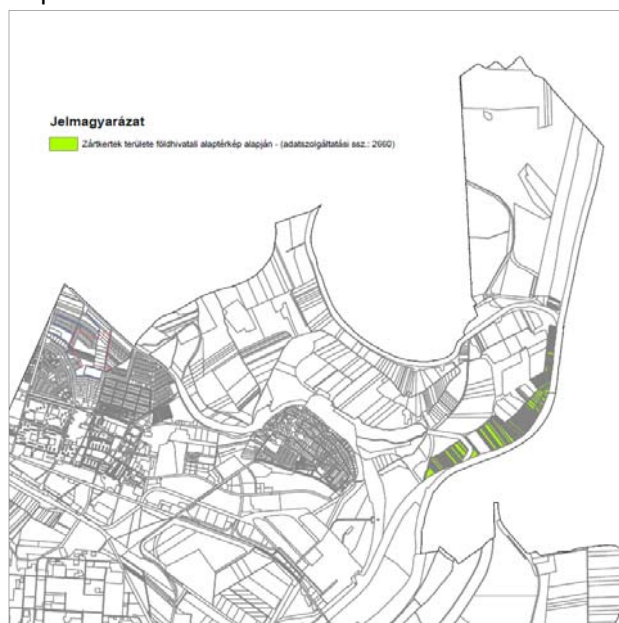 Jelmagyarázat
Zártkertek területe földhivatali alaptérkép alapján - (adatszolgáltatási ssz.: 2660)